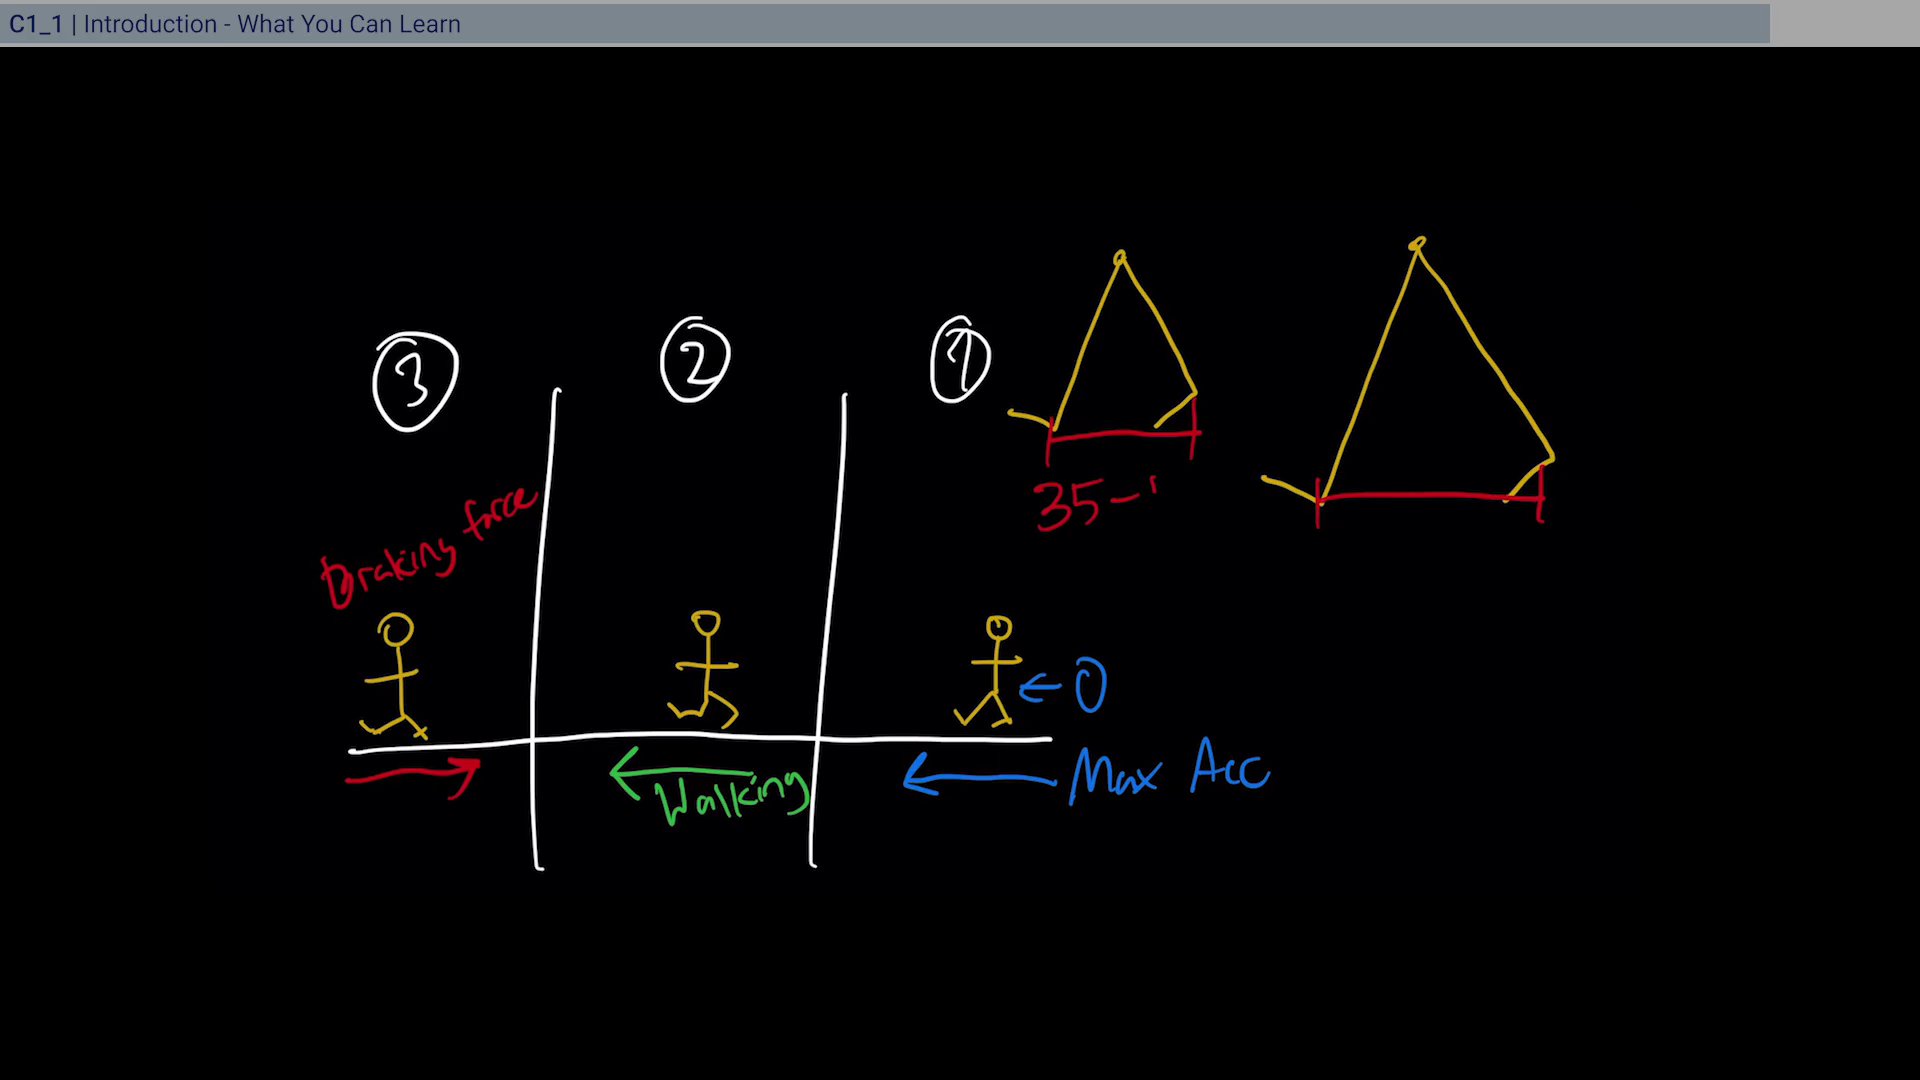 C1_1 | Introduction - What You Can Learn
3
2
1
35-
Braking force
0
Walking
Max Acc